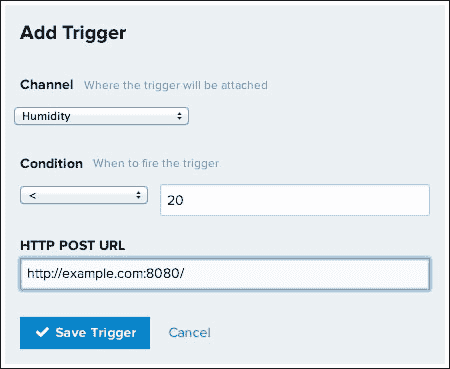 Add Trigger
Channel Where the trigger will be attached
Humidity
Condition When to fire the trigger
< 20
HTTP POST URL
http://example.com:8080/
Save Trigger Cancel